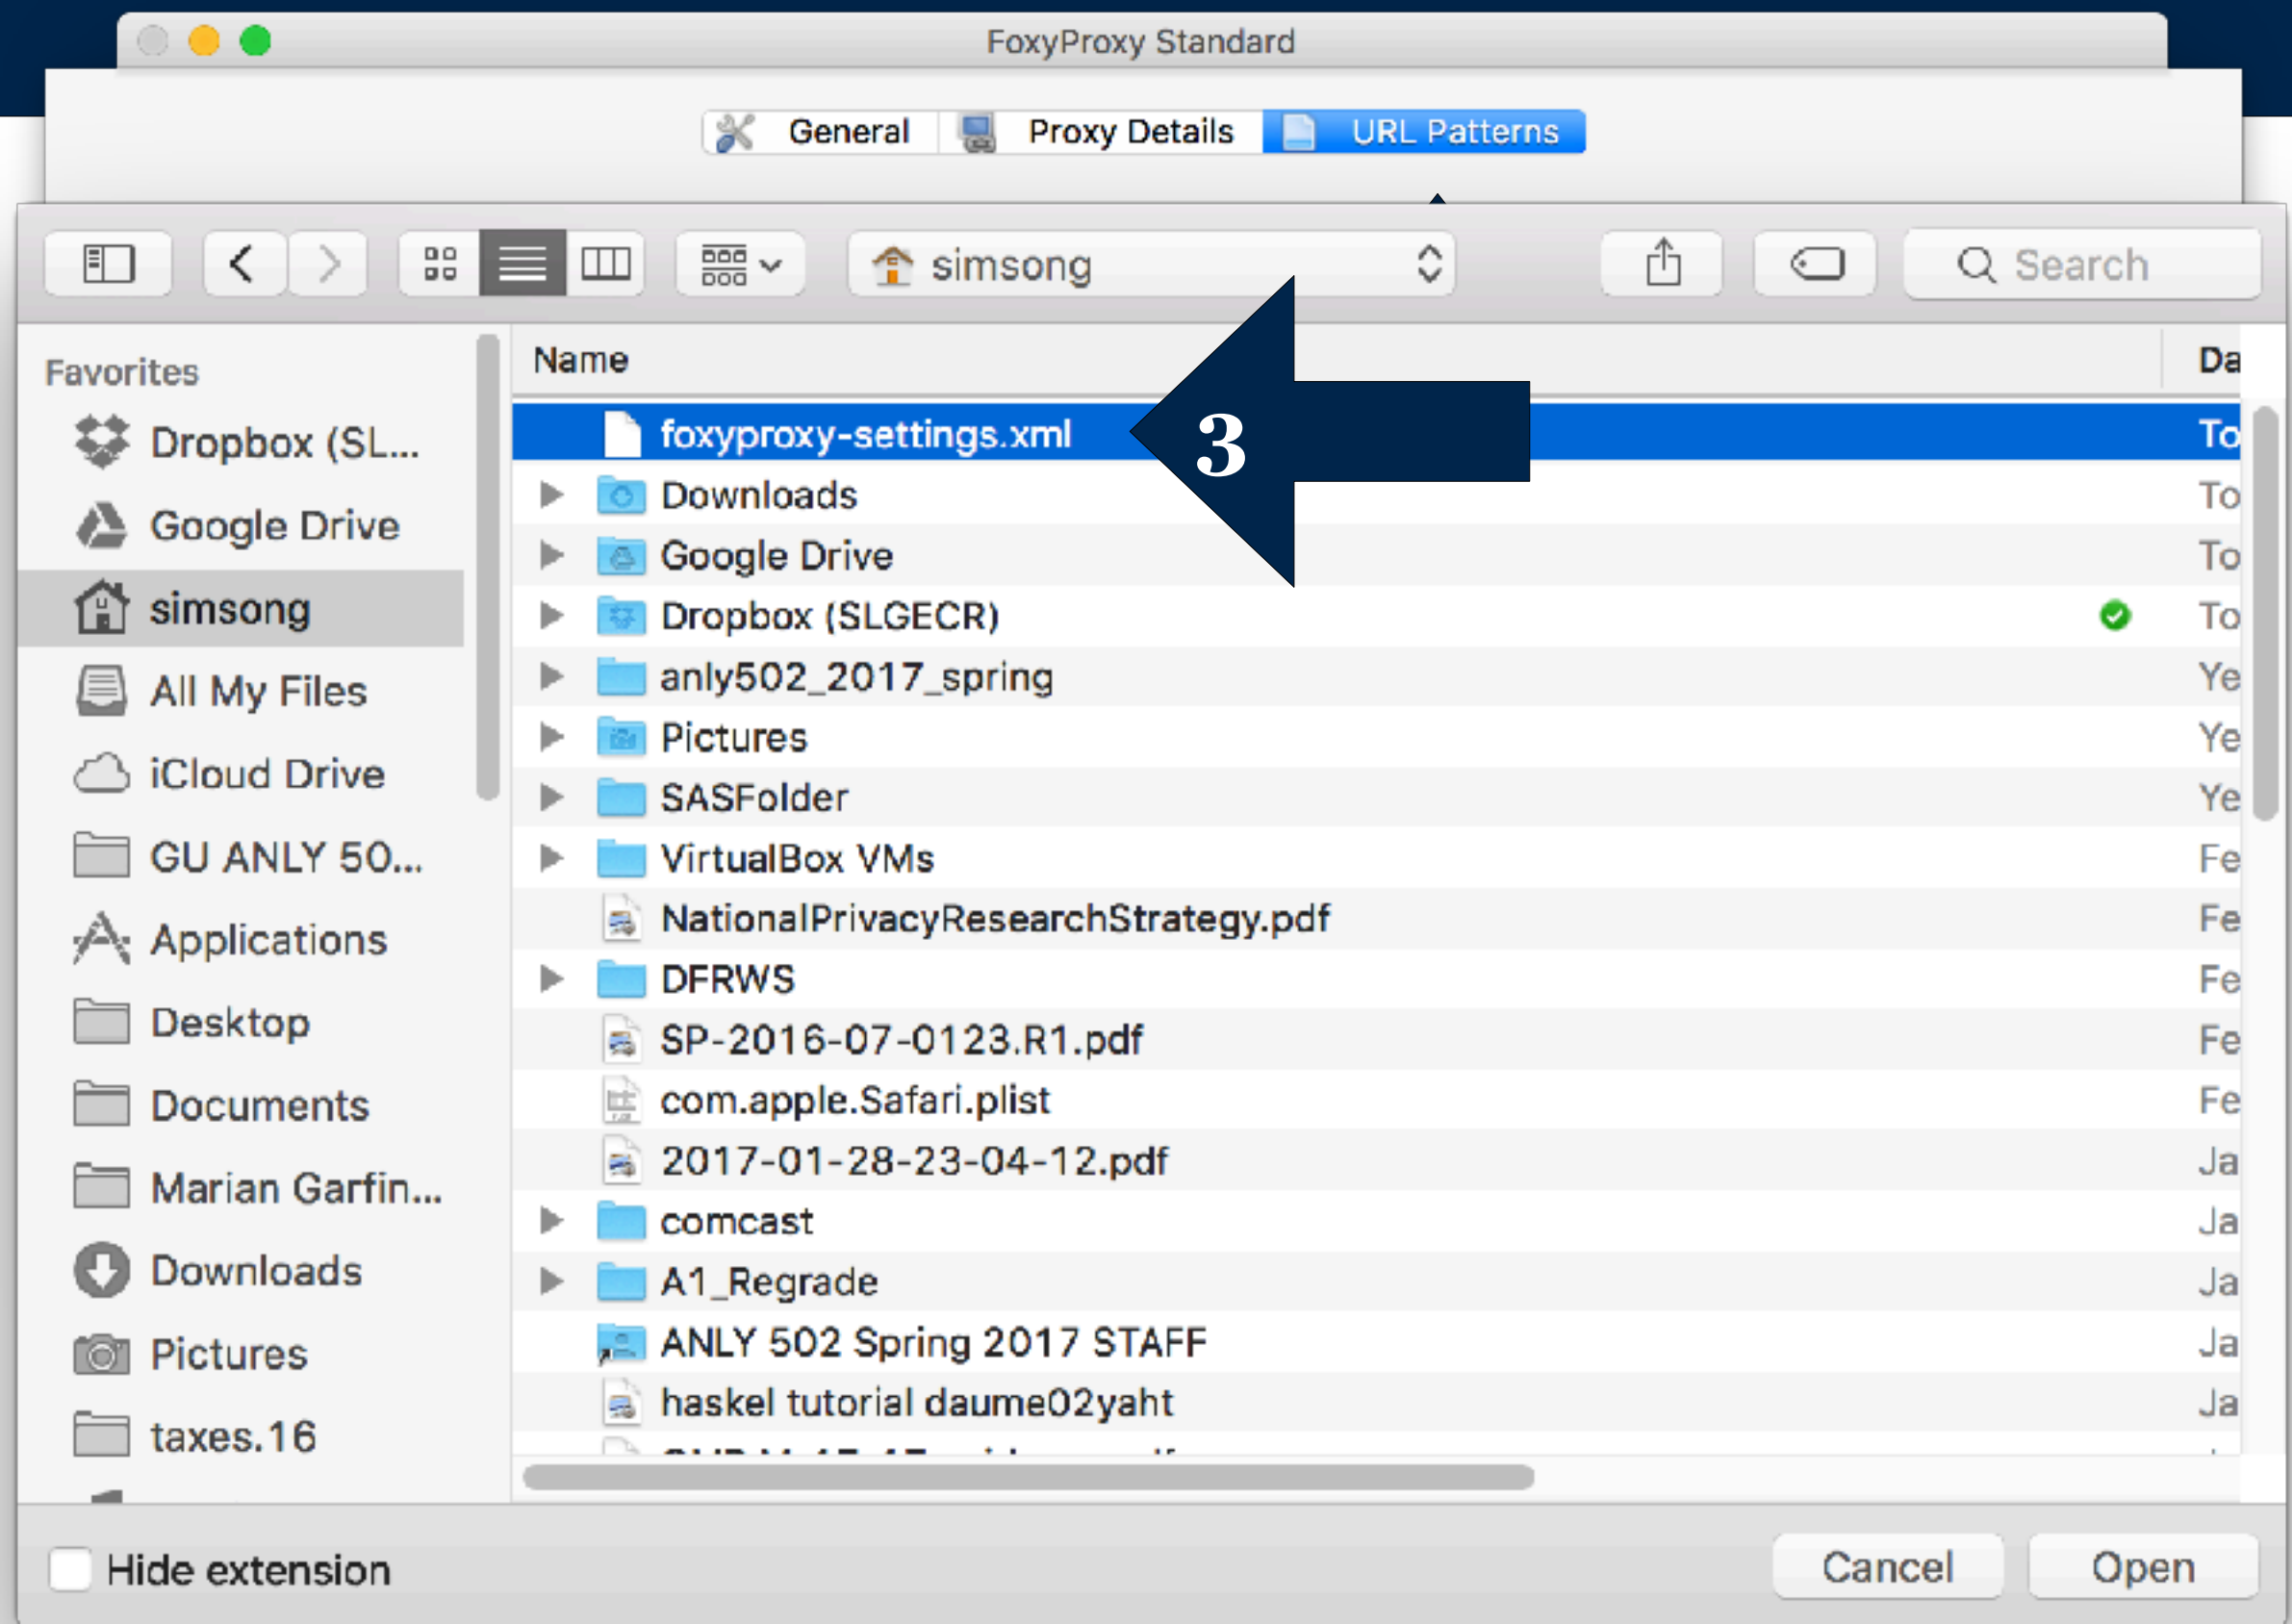 FoxyProxy Standard
General Proxy Details URL Patterns
simsong
Search
Favorites
Dropbox (SL...
Google Drive
simsong
All My Files
iCloud Drive
GU ANLY 50...
Applications
Desktop
Documents
Marian Garfin...
Downloads
Pictures
taxes.16
Name Da
foxyproxy-settings.xml To
3
Downloads To
Google Drive To
Dropbox (SLGECR) To
anly502_2017_spring Ye
Pictures Ye
SASFolder Ye
VirtualBox VMs Fe
NationalPrivacyResearchStrategy.pdf Fe
DFRWS Fe
SP-2016-07-0123.R1.pdf Fe
com.apple.Safari.plist Fe
2017-01-28-23-04-12.pdf Ja
comcast Ja
A1_Regrade Ja
ANLY 502 Spring 2017 STAFF Ja
haskel tutorial daume02yaht Ja
Hide extension
Cancel Open